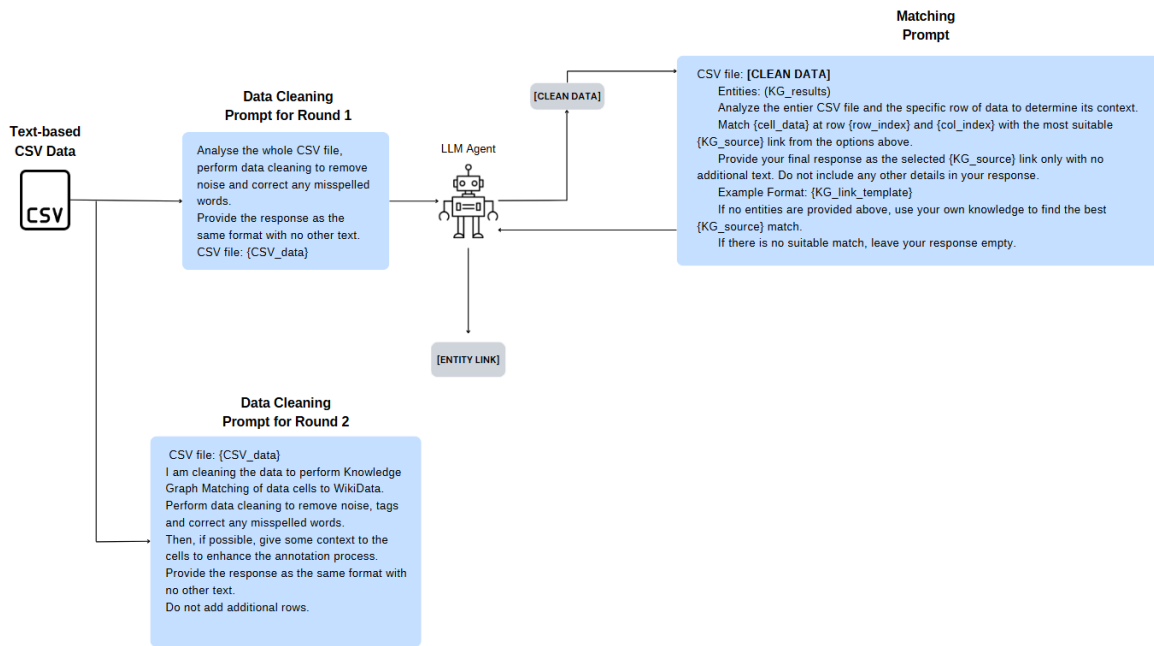 Matching
Prompt
CSV file: [CLEAN DATA]
Entities: (KG_results)
Analyze the entier CSV file and the specific row of data to determine its context.
Match {cell_data} at row {row_index} and {col_index} with the most suitable
{KG_source} link from the options above.
Provide your final response as the selected {KG_source} link only with no
additional text. Do not include any other details in your response.
Example Format: {KG_link_template}
If no entities are provided above, use your own knowledge to find the best
{KG_source} match.
If there is no suitable match, leave your response empty.
[CLEAN DATA]
Data Cleaning
Prompt for Round 1
Analyse the whole CSV file,
perform data cleaning to remove
noise and correct any misspelled
words.
Provide the response as the
same format with no other text.
CSV file: {CSV_data}
Text-based
CSV Data
CSV
LLM Agent
[ENTITY LINK]
Data Cleaning
Prompt for Round 2
CSV file: {CSV_data}
I am cleaning the data to perform Knowledge
Graph Matching of data cells to WikiData.
Perform data cleaning to remove noise, tags
and correct any misspelled words.
Then, if possible, give some context to the
cells to enhance the annotation process.
Provide the response as the same format with
no other text.
Do not add additional rows.